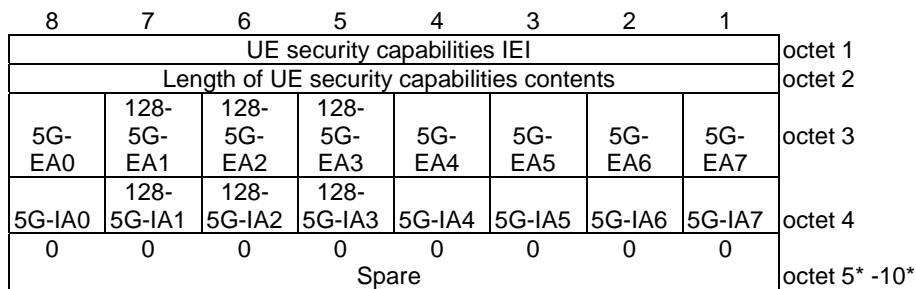 8 7 6 5 4 3 2 1
UE security capabilities IEI octet 1
Length of UE security capabilities contents octet 2
128- 128- 128-
5G- 5G- 5G- 5G- 5G- 5G- 5G- 5G- octet 3
EA0 EA1 EA2 EA3 EA4 EA5 EA6 EA7
128- 128- 128-
5G-IA0 5G-IA1 5G-IA2 5G-IA3 5G-IA4 5G-IA5 5G-IA6 5G-IA7 octet 4
0 0 0 0 0 0 0 0
Spare octet 5* -10*